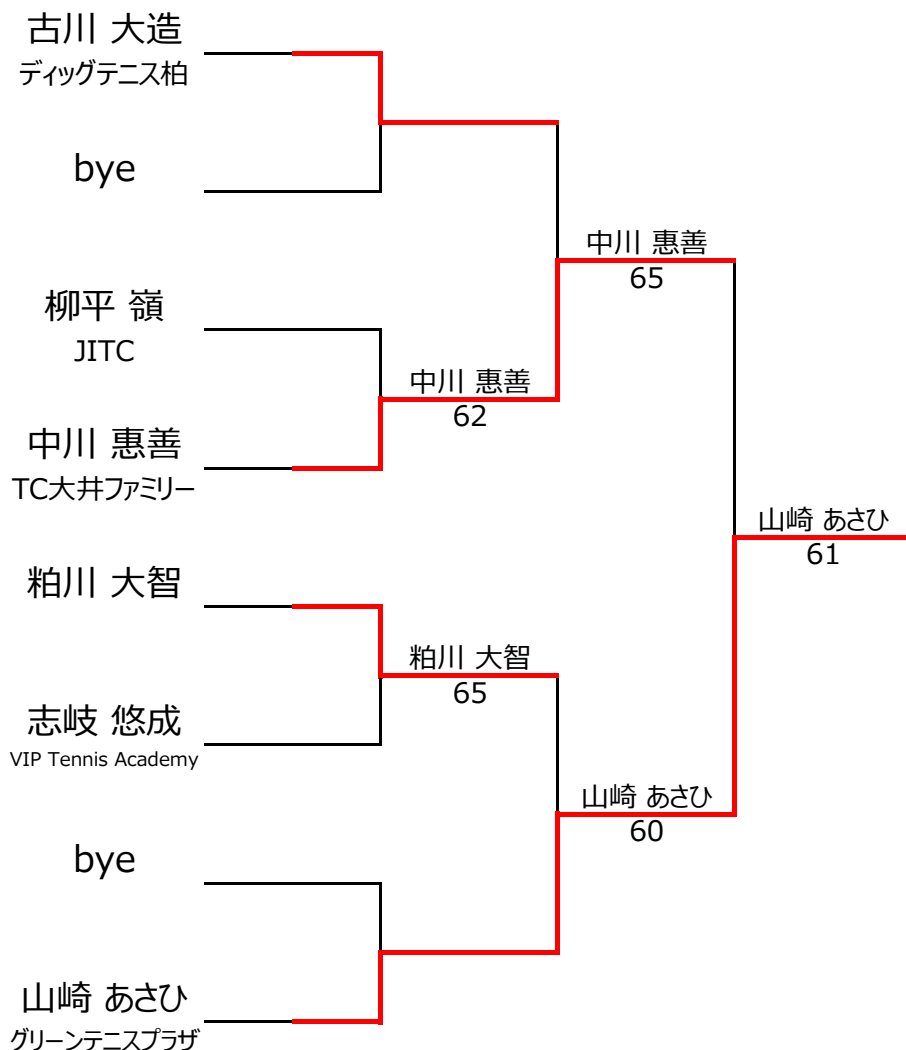 古川 大造
ディッグテニス柏
bye
柳平 嶺
JITC
中川 惠善
TC大井ファミリー
粕川 大智
志岐 悠成
VIP Tennis Academy
bye
山崎 あさひ
グリーンテニスプラザ
中川 惠善
62
粕川 大智
65
中川 惠善
65
山崎 あさひ
60
山崎 あさひ
61